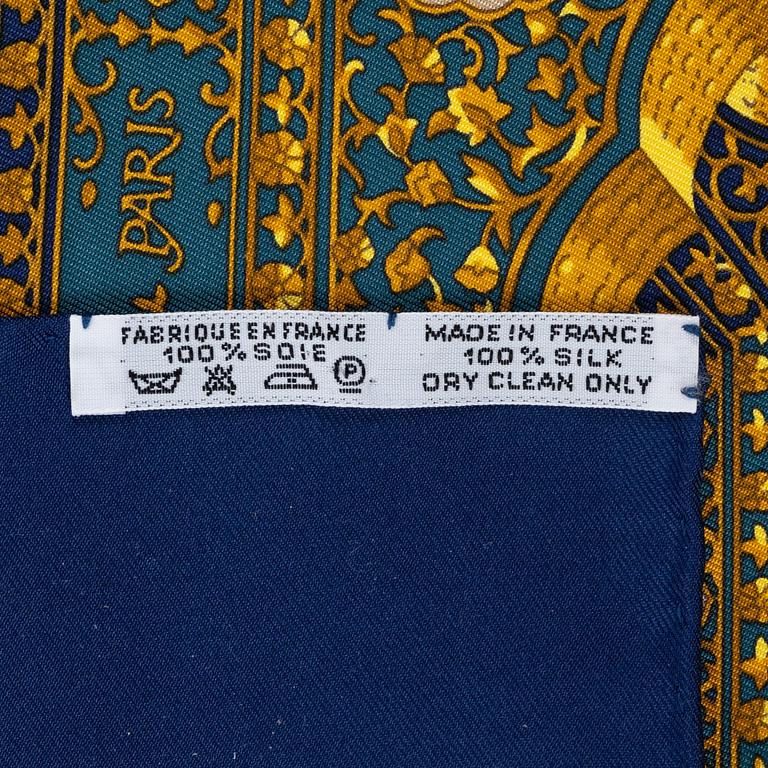 PARIS
FABRIQUE EN FRANCE
100% SOIE
P
MADE IN FRANCE
100% SILK
DRY CLEAN ONLY